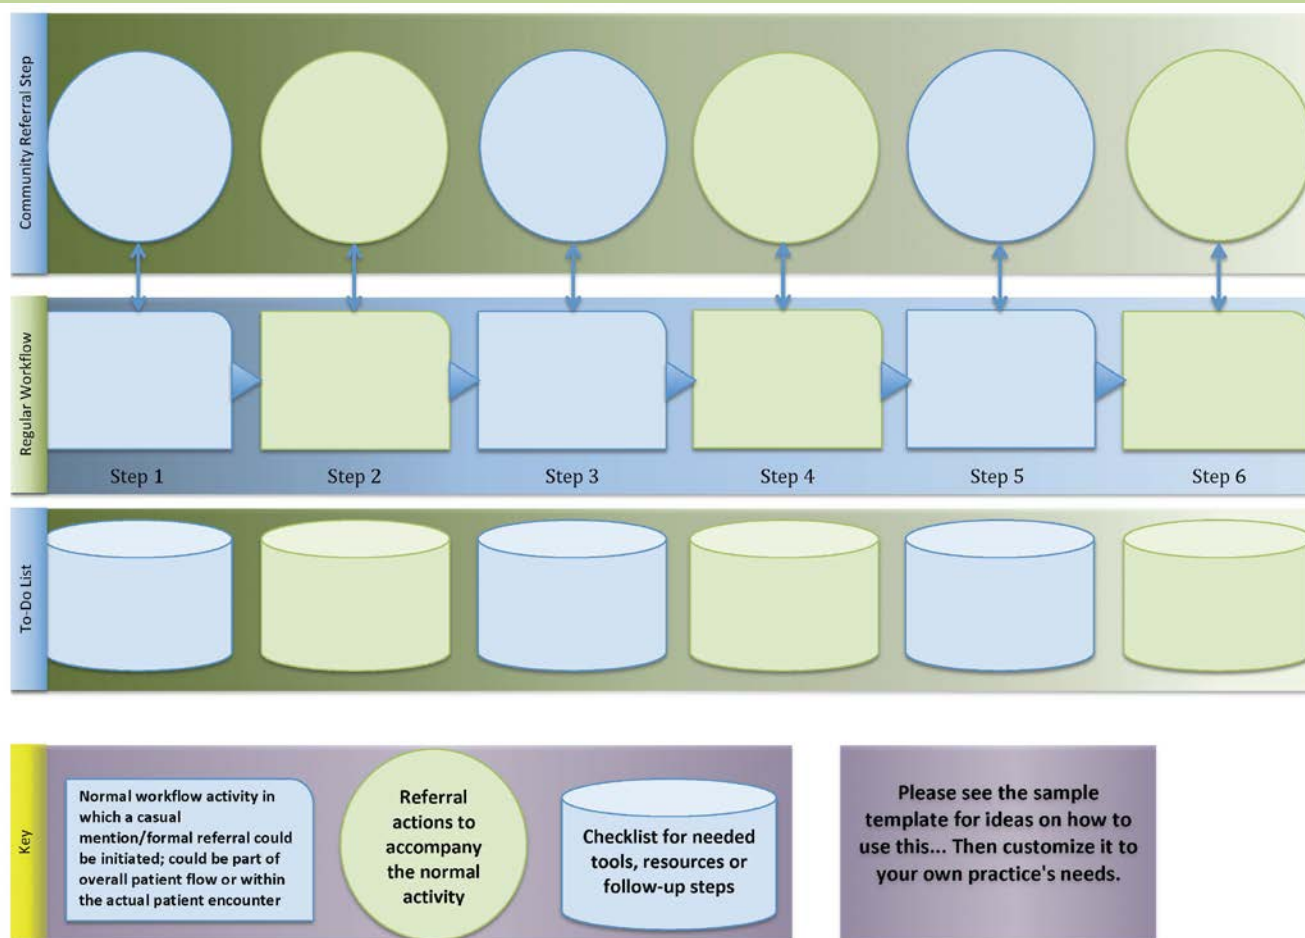 Community Referral Step
Regular Workflow
Step 1
Step 2
Step 3
Step 4
Step 5
Step 6
To-Do List
Key
Normal workflow activity in
which a casual
mention/formal referral could
be initiated; could be part of
overall patient flow or within
the actual patient encounter
Referral
actions to
accompany
the normal
activity
Checklist for needed
tools, resources or
follow-up steps
Please see the sample
template for ideas on how to
use this... Then customize it to
your own practice's needs.